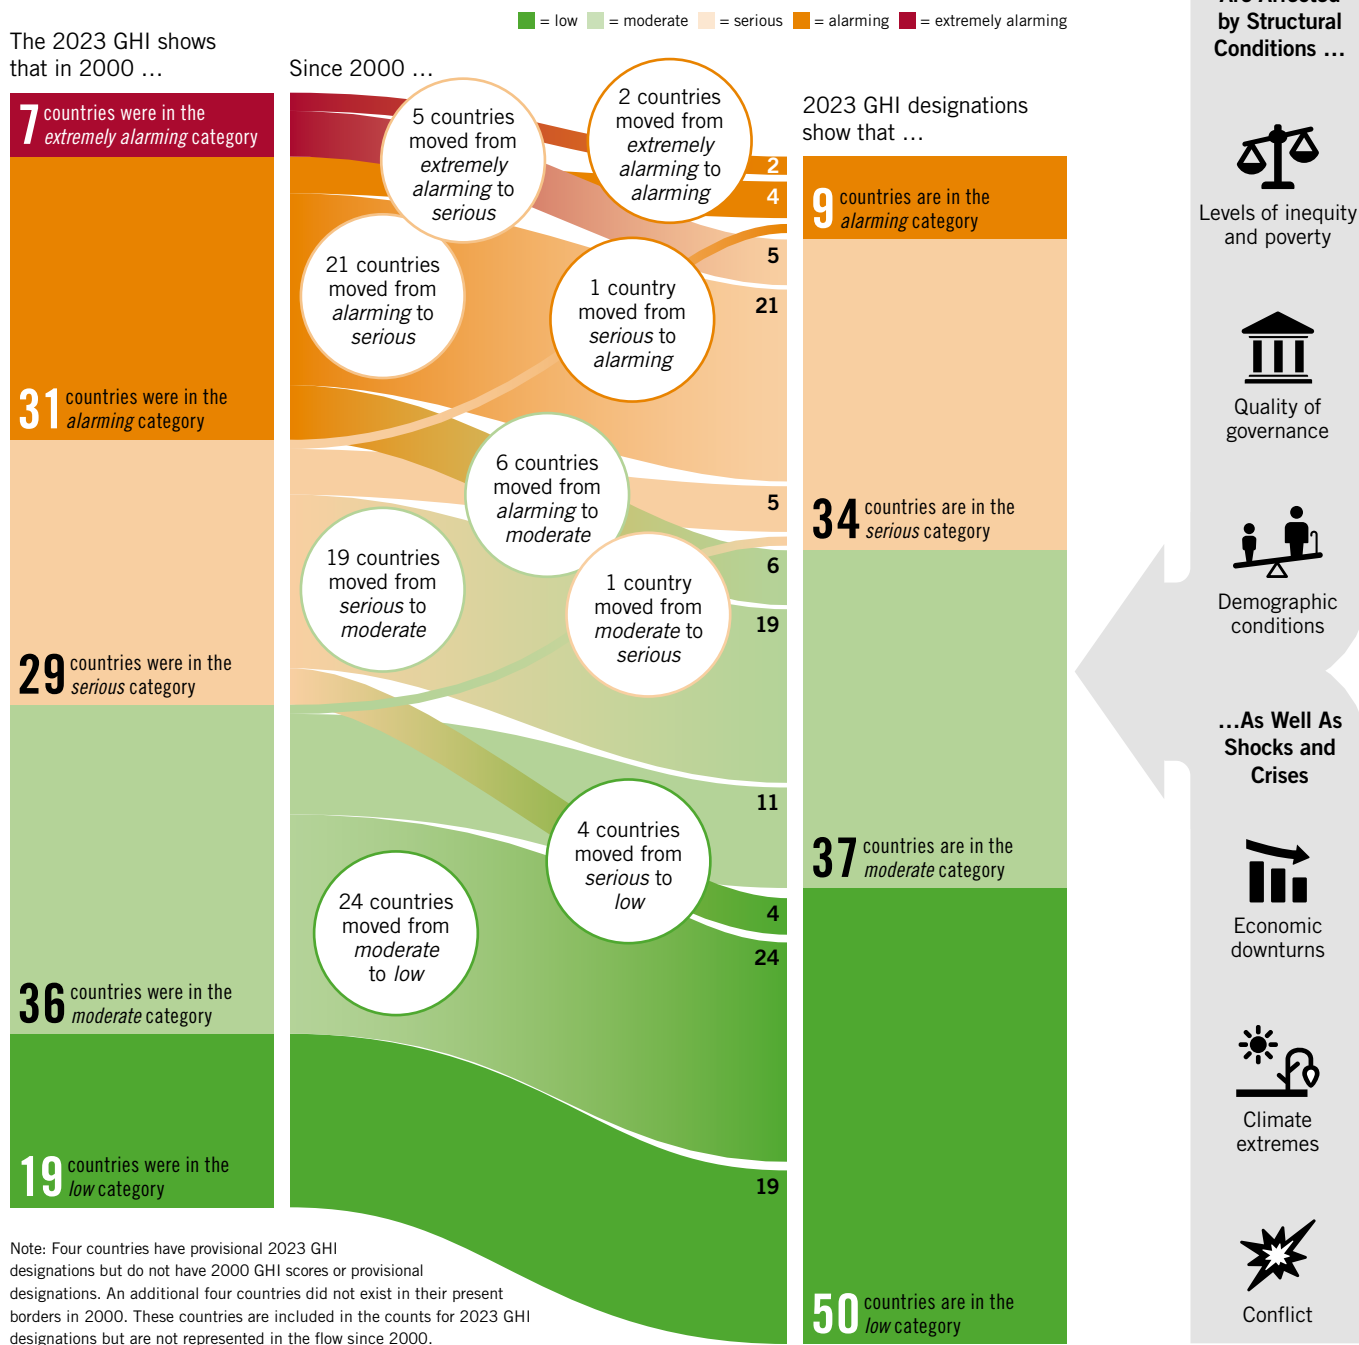 = low
= moderate
= serious
= alarming
= extremely alarming
The 2023 GHI shows
that in 2000 …
7 countries were in the
extremely alarming category
31 countries were in the
alarming category
29 countries were in the
serious category
36 countries were in the
moderate category
19 countries were in the
low category
Since 2000 …
5 countries
moved from
extremely
alarming to
serious
2 countries
moved from
extremely
alarming to
alarming
21 countries
moved from
alarming to
serious
1 country
moved from
serious to
alarming
6 countries
moved from
alarming to
moderate
19 countries
moved from
serious to
moderate
1 country
moved from
moderate to
serious
4 countries
moved from
serious to
low
24 countries
moved from
moderate
to low
2
4
5
21
5
6
19
11
4
24
19
2023 GHI designations
show that …
9 countries are in the
alarming category
34 countries are in the
serious category
37 countries are in the
moderate category
50 countries are in the
low category
Are Affected
by Structural
Conditions …
Levels of inequity
and poverty
Quality of
governance
Demographic
conditions
…As Well As
Shocks and
Crises
Economic
downturns
Climate
extremes
Conflict
Note: Four countries have provisional 2023 GHI
designations but do not have 2000 GHI scores or provisional
designations. An additional four countries did not exist in their present
borders in 2000. These countries are included in the counts for 2023 GHI
designations but are not represented in the flow since 2000.